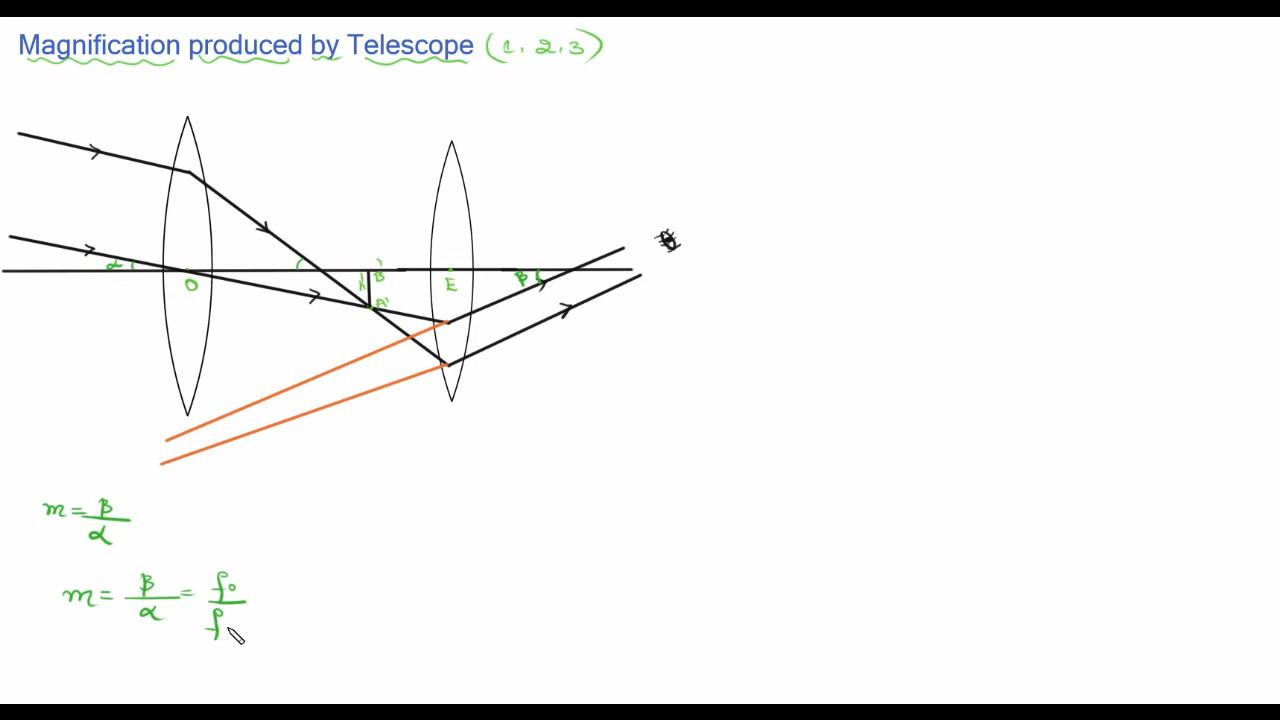 Magnification produced by Telescope (1, 2, 3)
α O B' A' E β
m = β/α
m = β/α = f₀/f